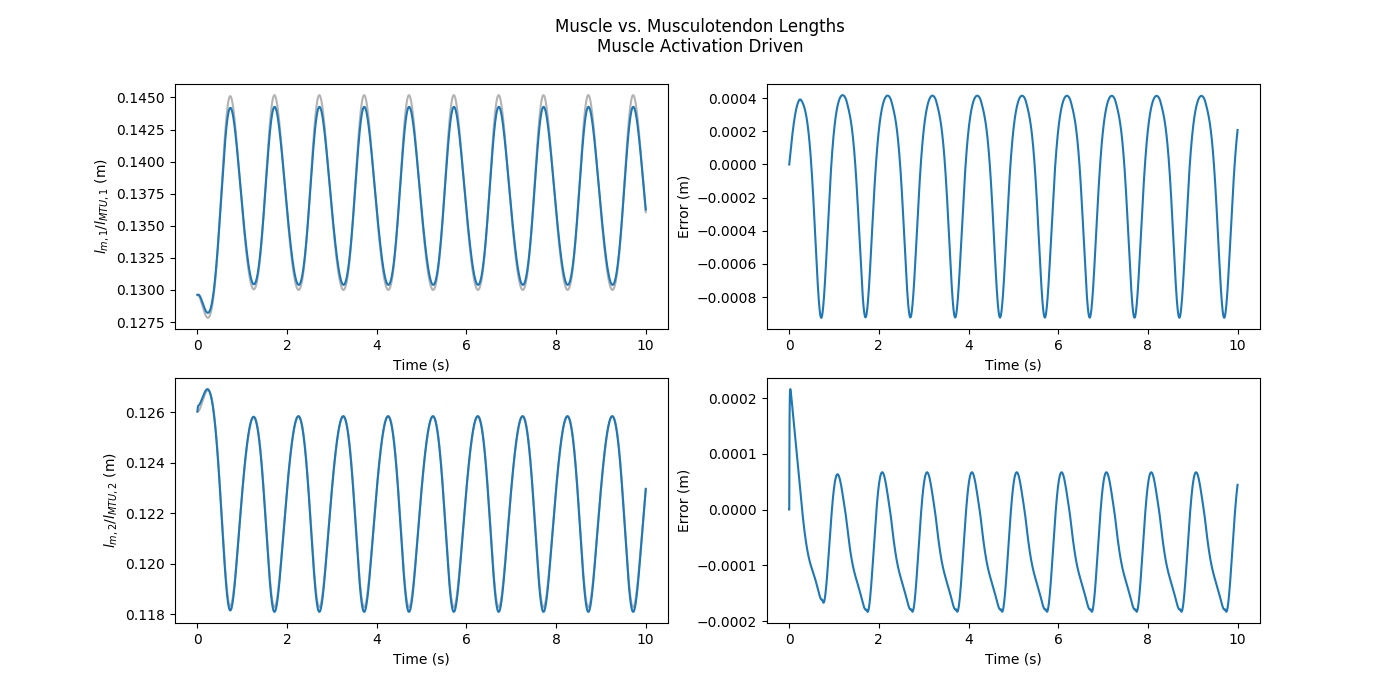 Muscle vs. Musculotendon Lengths
Muscle Activation Driven
0.1450
0.1425
0.1400
0.1375
0.1350
0.1325
0.1300
0.1275
l_{m,1}/l_{MTU,1} (m)
0 2 4 6 8 10
Time (s)
0.0004
0.0002
0.0000
−0.0002
−0.0004
−0.0006
−0.0008
Error (m)
0 2 4 6 8 10
Time (s)
0.126
0.124
0.122
0.120
0.118
l_{m,2}/l_{MTU,2} (m)
0 2 4 6 8 10
Time (s)
0.0002
0.0001
0.0000
−0.0001
−0.0002
Error (m)
0 2 4 6 8 10
Time (s)